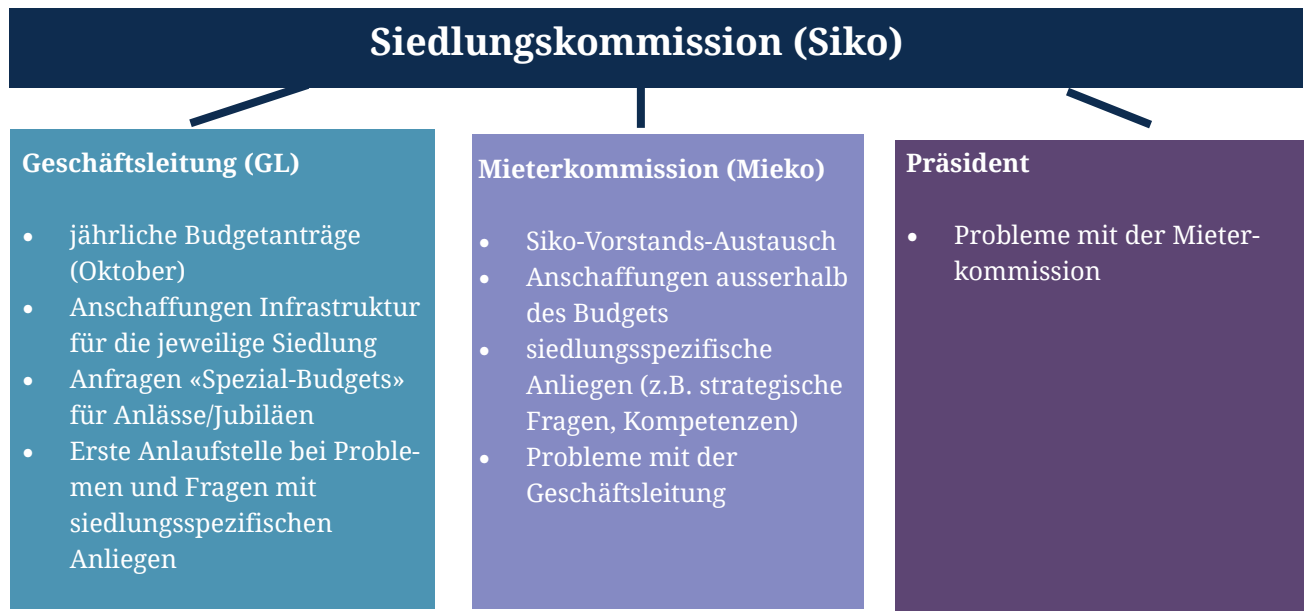 Siedlungskommission (Siko)
Geschäftsleitung (GL)
• jährliche Budgetanträge
(Oktober)
• Anschaffungen Infrastruktur
für die jeweilige Siedlung
• Anfragen «Spezial-Budgets»
für Anlässe/Jubiläen
• Erste Anlaufstelle bei Proble-
men und Fragen mit
siedlungsspezifischen
Anliegen
Mieterkommission (Mieko)
• Siko-Vorstands-Austausch
• Anschaffungen ausserhalb
des Budgets
• siedlungsspezifische
Anliegen (z.B. strategische
Fragen, Kompetenzen)
• Probleme mit der
Geschäftsleitung
Präsident
• Probleme mit der Mieter-
kommission